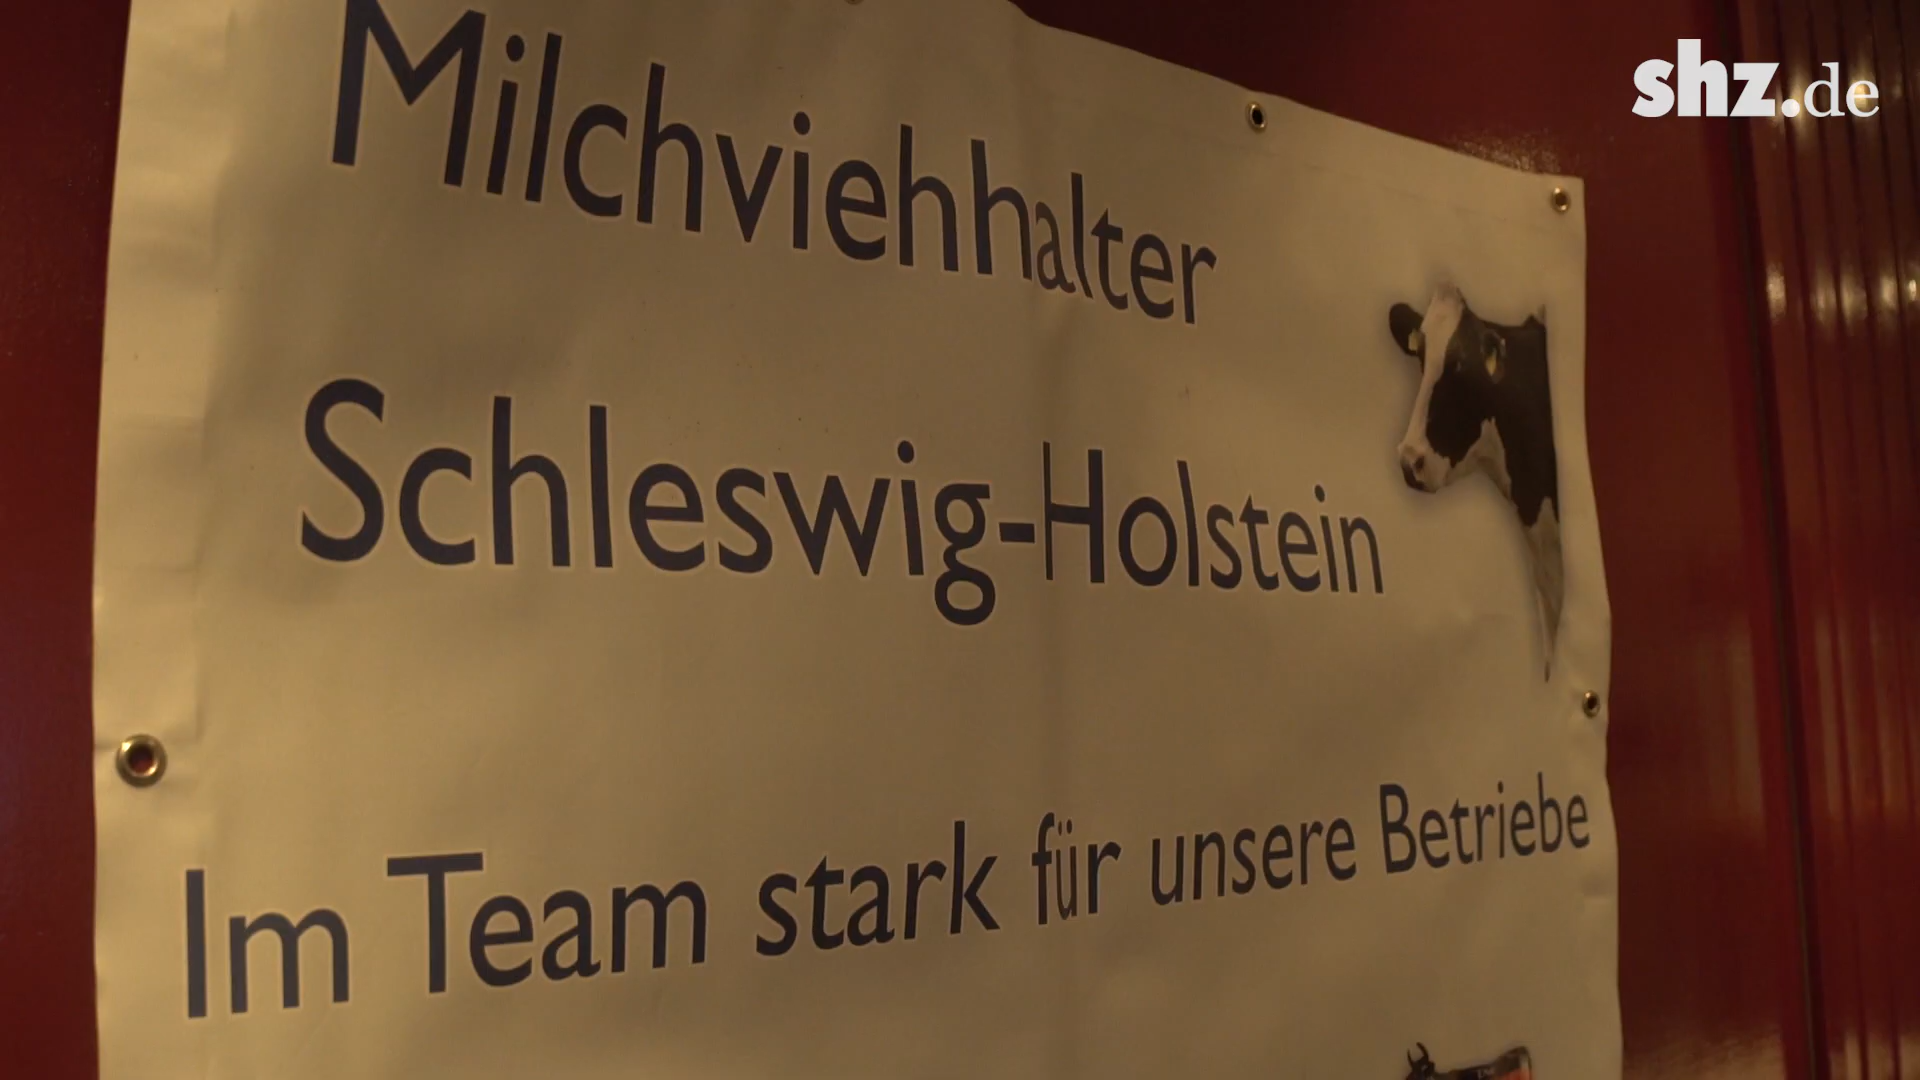 shz.de
Milchviehhalter
Schleswig-Holstein
Im Team stark für unsere Betriebe